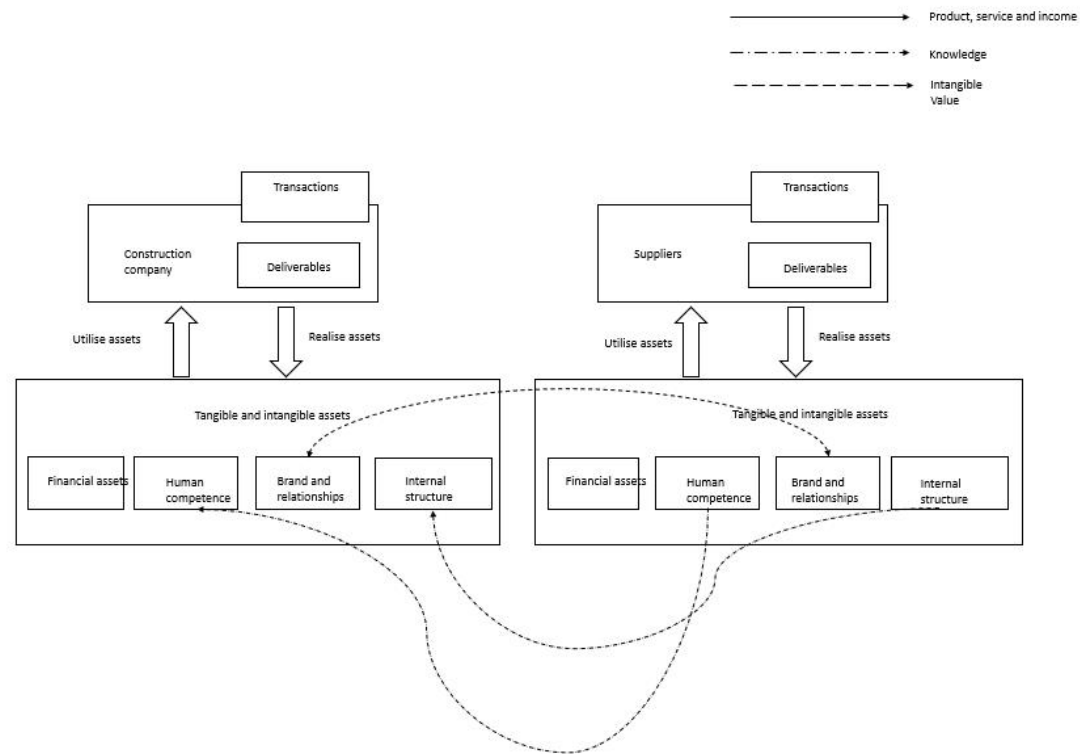 Product, service and income
Knowledge
Intangible
Value
Transactions
Construction
company
Deliverables
Utilise assets
Realise assets
Tangible and intangible assets
Financial assets
Human
competence
Brand and
relationships
Internal
structure
Transactions
Suppliers
Deliverables
Utilise assets
Realise assets
Tangible and intangible assets
Financial assets
Human
competence
Brand and
relationships
Internal
structure